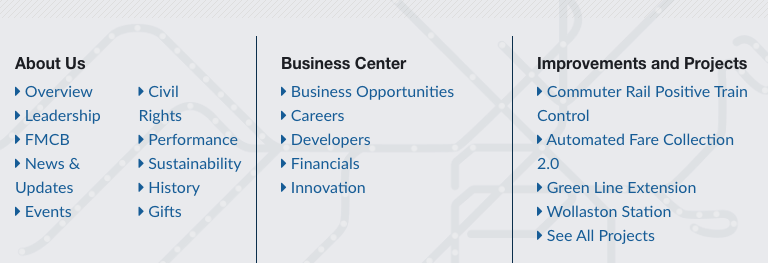 About Us
Overview
Leadership
FMCB
News &
Updates
Events
Civil
Rights
Performance
Sustainability
History
Gifts
Business Center
Business Opportunities
Careers
Developers
Financials
Innovation
Improvements and Projects
Commuter Rail Positive Train
Control
Automated Fare Collection
2.0
Green Line Extension
Wollaston Station
See All Projects